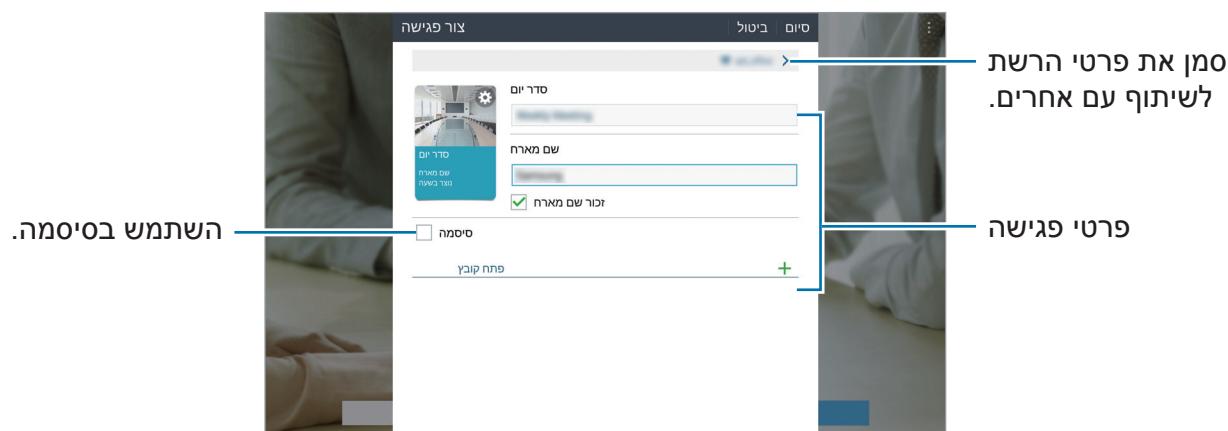 צור פגישה
ביטול
סיום
סמן את פרטי הרשת
לשיתוף עם אחרים.
סדר יום
סדר יום
שם מארח
נוצר בשעה
שם מארח
זכור שם מארח
פרטי פגישה
סיסמה
השתמש בסיסמה.
פתח קובץ